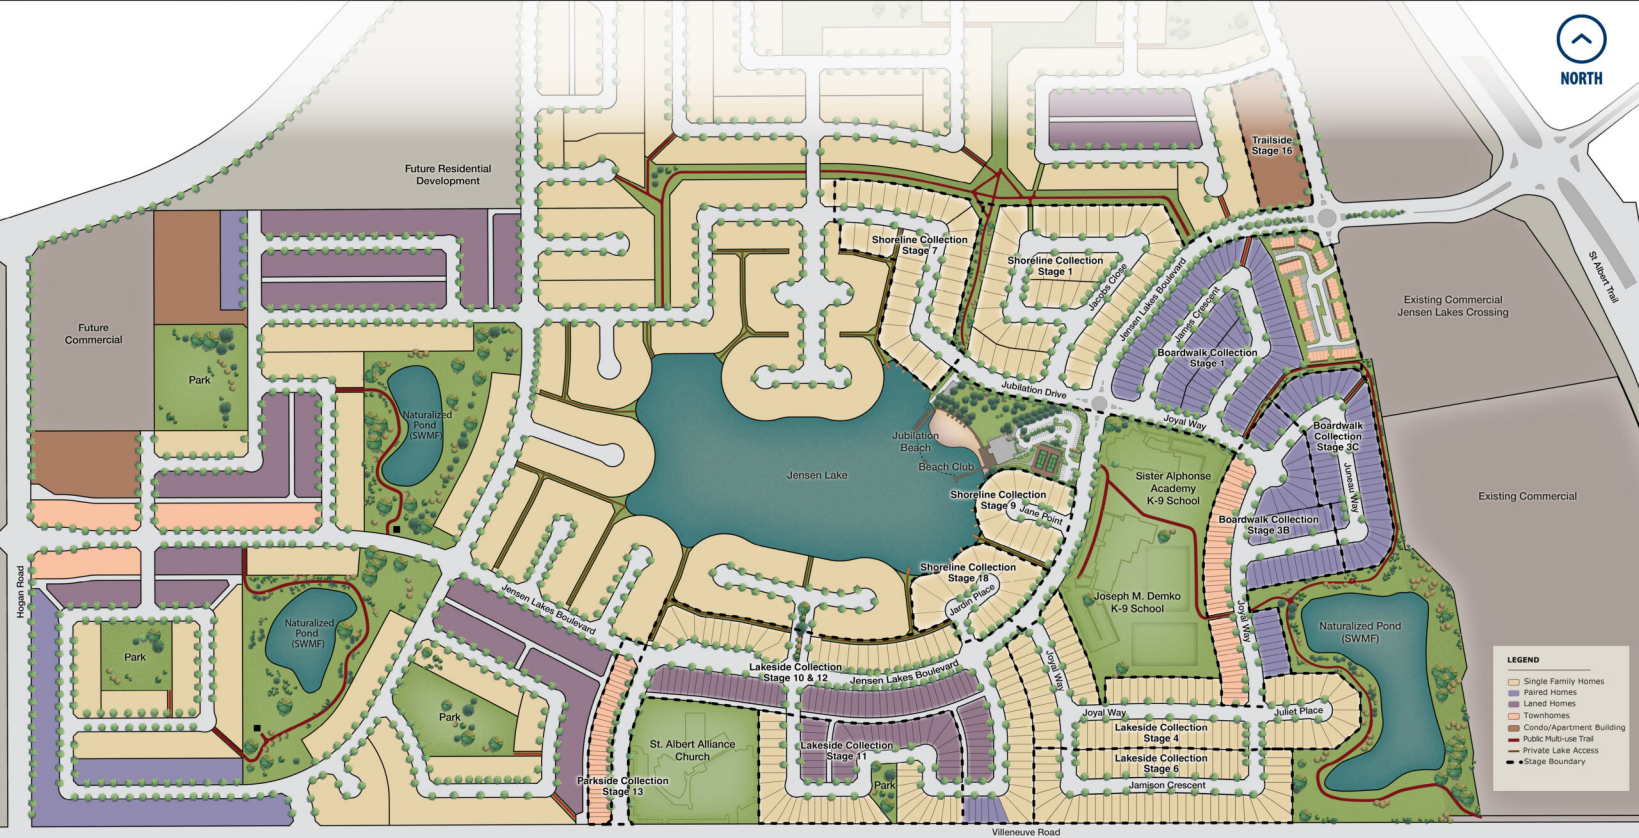 NORTH
Trailside
Stage 16
Future Residential
Development
St Albert Trail
Shoreline Collection
Stage 7
Shoreline Collection
Stage 1
Jacobs Close
Jensen Lakes Boulevard
James Crescent
Existing Commercial
Jensen Lakes Crossing
Future
Commercial
Boardwalk Collection
Stage 1
Park
Jubilation Drive
Joyal Way
Naturalized
Pond
(SWMF)
Jubilation
Beach
Boardwalk
Collection
Stage 3C
Beach Club
Jensen Lake
Sister Alphonse
Academy
K-9 School
Juneau Way
Existing Commercial
Shoreline Collection
Stage 9
Jane Point
Boardwalk Collection
Stage 3B
Shoreline Collection
Stage 18
Jardin Place
Hogan Road
Jensen Lakes Boulevard
Joseph M. Demko
K-9 School
Joyal Way
Naturalized
Pond
(SWMF)
Naturalized Pond
(SWMF)
Park
Joyal Way
Lakeside Collection
Stage 10 & 12
Jensen Lakes Boulevard
Park
Joyal Way
Juliet Place
St. Albert Alliance
Church
Lakeside Collection
Stage 4
Lakeside Collection
Stage 11
Lakeside Collection
Stage 6
Parkside Collection
Stage 13
Park
Jamison Crescent
Villeneuve Road
LEGEND
Single Family Homes
Paired Homes
Laned Homes
Townhomes
Condo/Apartment Building
Public Multi-use Trail
Private Lake Access
Stage Boundary